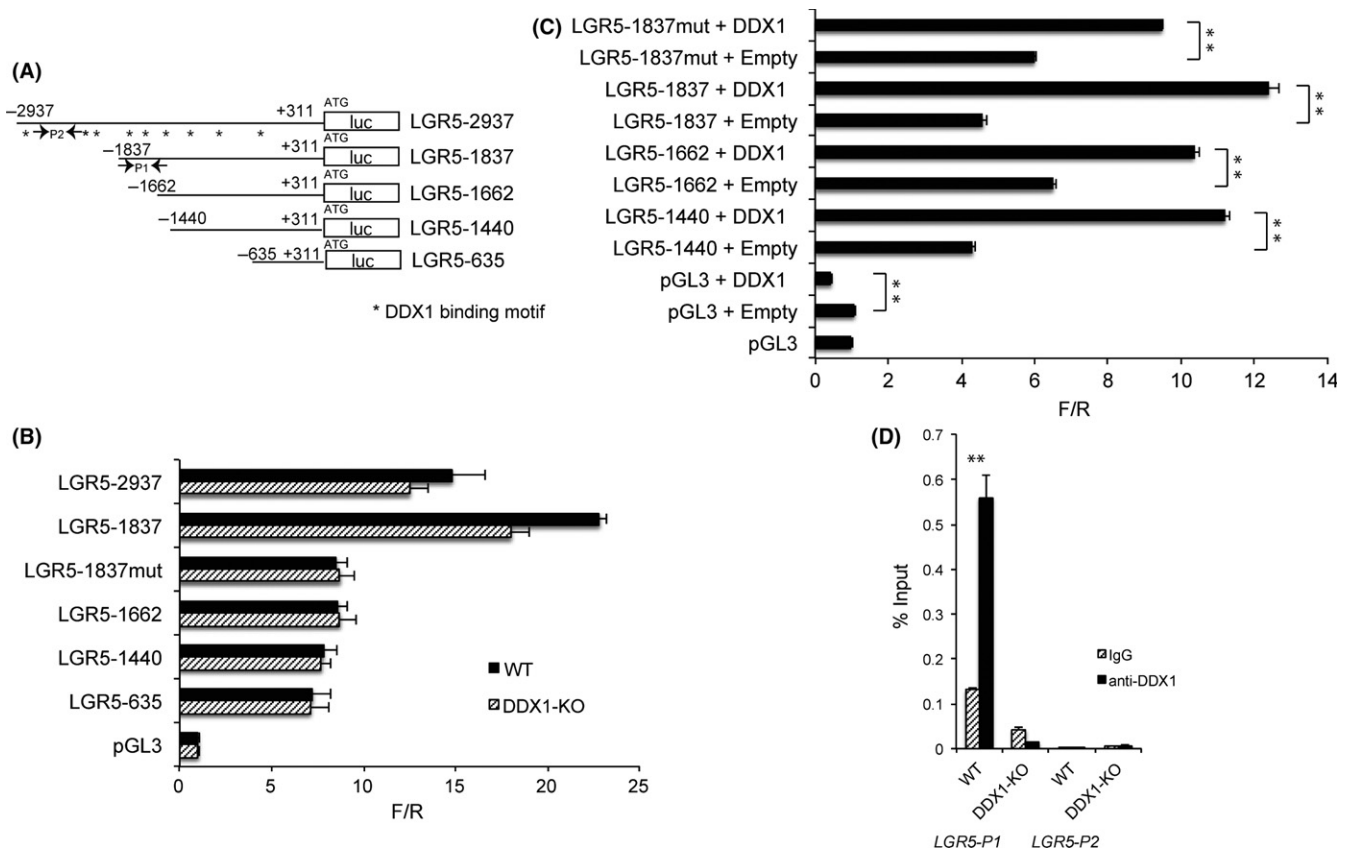 (A)
−2937
+311
ATG
luc
LGR5-2937
* * * * * * * * *
P2
−1837
+311
ATG
luc
LGR5-1837
P1
−1662
+311
ATG
luc
LGR5-1662
−1440
+311
ATG
luc
LGR5-1440
−635 +311
ATG
luc
LGR5-635
* DDX1 binding motif
(C)
LGR5-1837mut + DDX1
LGR5-1837mut + Empty
**
LGR5-1837 + DDX1
LGR5-1837 + Empty
**
LGR5-1662 + DDX1
LGR5-1662 + Empty
**
LGR5-1440 + DDX1
LGR5-1440 + Empty
**
pGL3 + DDX1
pGL3 + Empty
**
pGL3
0 2 4 6 8 10 12 14
F/R
(B)
LGR5-2937
LGR5-1837
LGR5-1837mut
LGR5-1662
LGR5-1440
LGR5-635
pGL3
WT
DDX1-KO
0 5 10 15 20 25
F/R
(D)
0.7
0.6
0.5
0.4
0.3
0.2
0.1
0
% Input
**
IgG
anti-DDX1
WT
DDX1-KO
WT
DDX1-KO
LGR5-P1
LGR5-P2